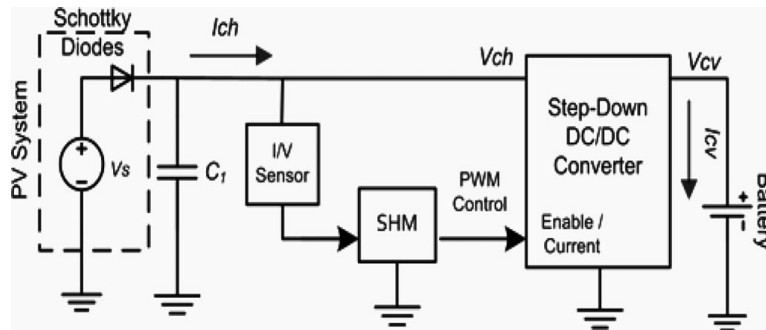 Schottky
Diodes
Ich
Vch
Vcv
PV System
+
Vs
−
C1
I/V
Sensor
SHM
PWM
Control
Step-Down
DC/DC
Converter
Enable /
Current
Icv
+
-
Battery